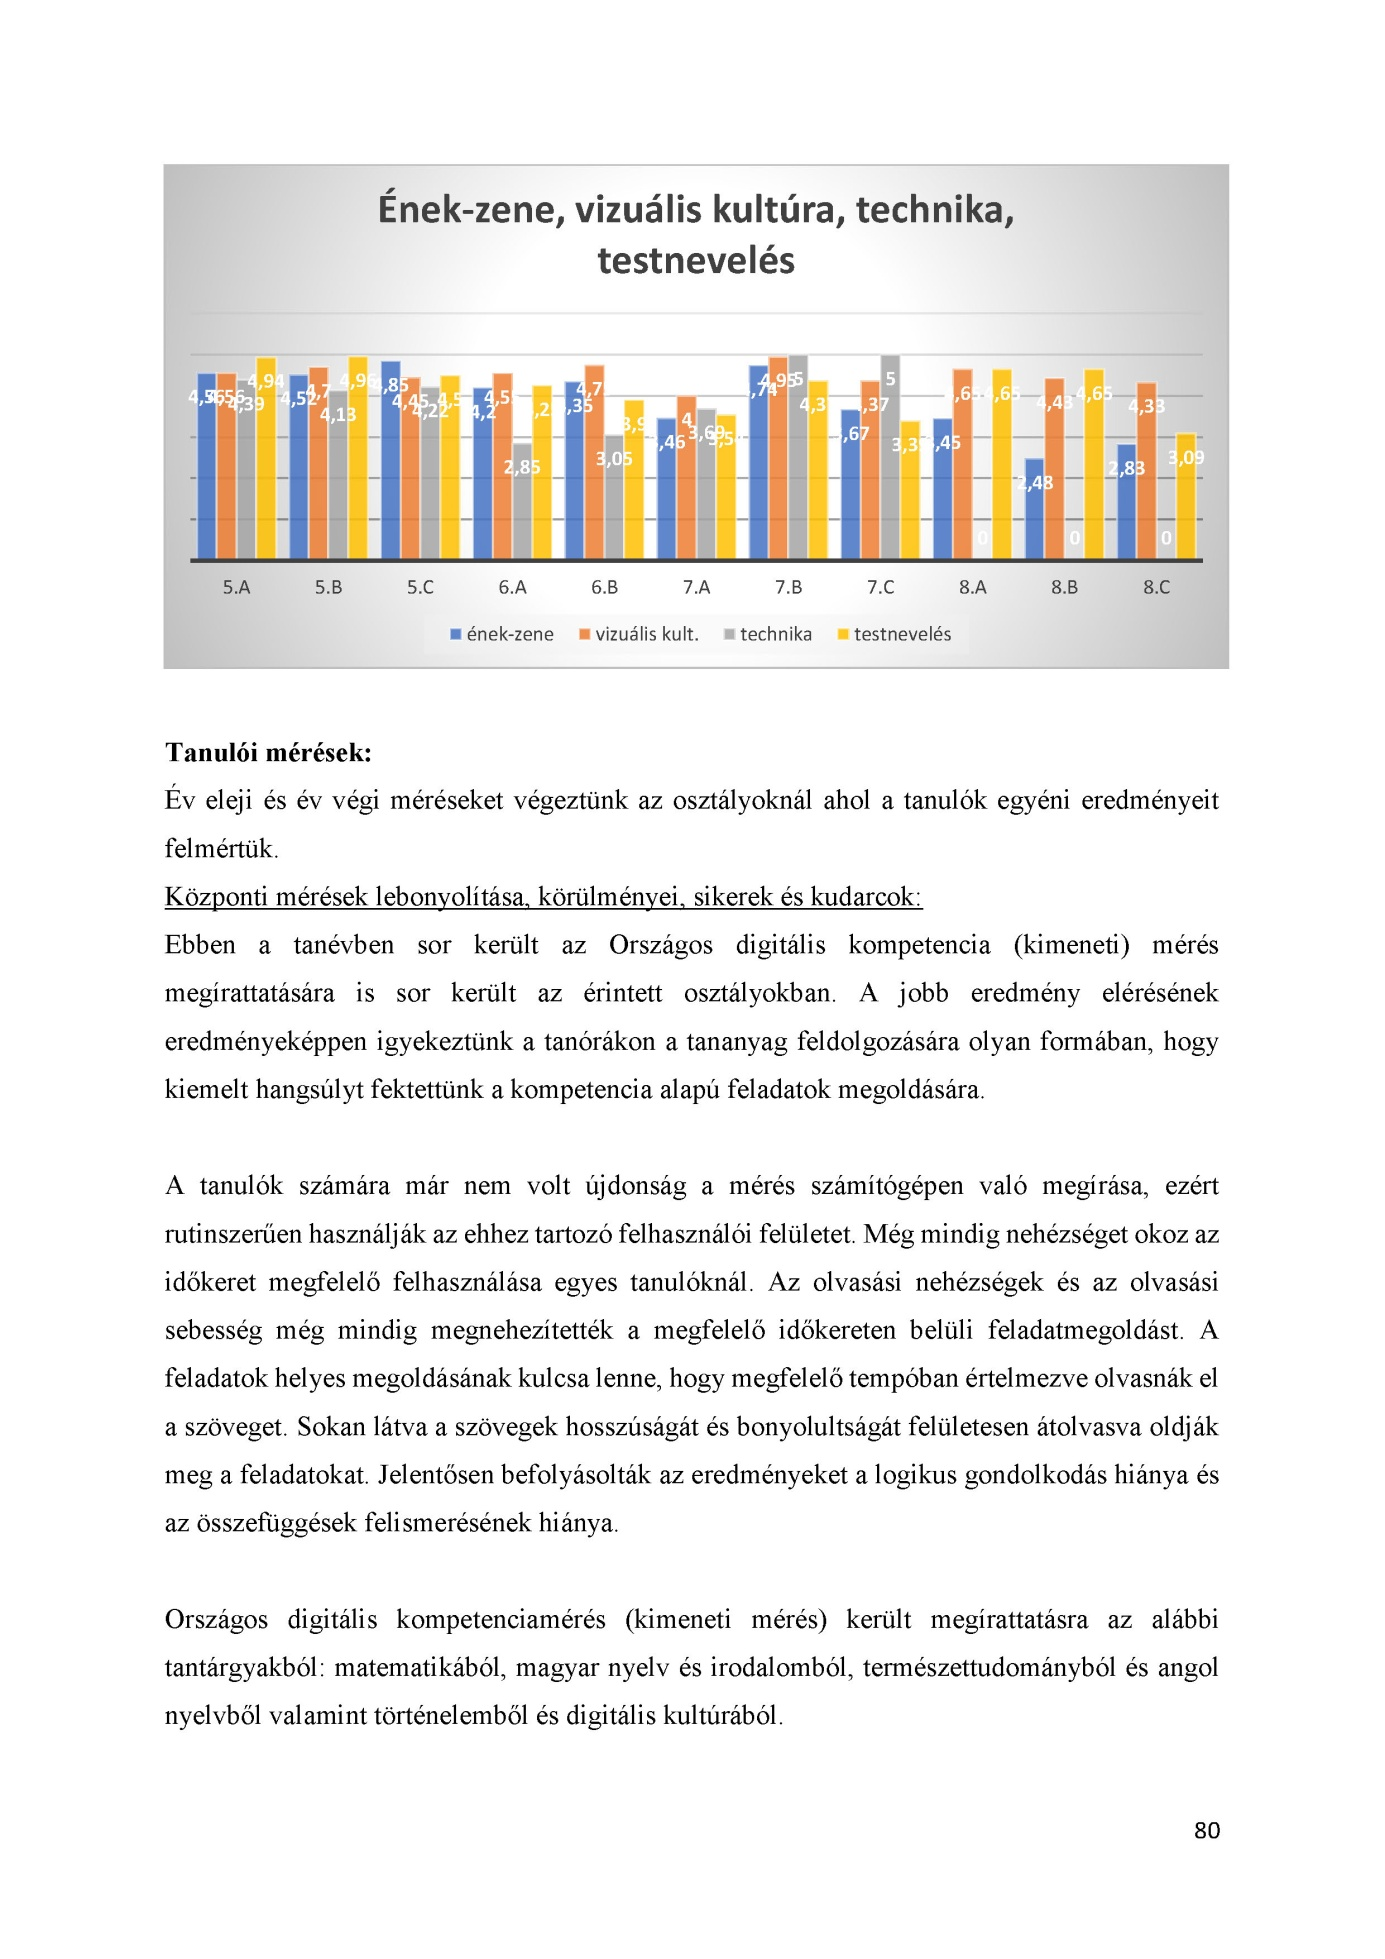 Ének-zene, vizuális kultúra, technika,
testnevelés
4,56 4,56 4,39 4,94 4,52 4,7 4,13 4,96 4,45 4,22 2,85 3,05 4 3,69 4,95 5 5 4,65 2,48 4,43 4,65 2,83 4,33 3,09
0 0 0
5.A 5.B 5.C 6.A 6.B 7.A 7.B 7.C 8.A 8.B 8.C
ének-zene vizuális kult. technika testnevelés
Tanulói mérések:
Év eleji és év végi méréseket végeztünk az osztályoknál ahol a tanulók egyéni eredményeit
felmértük.
Központi mérések lebonyolítása, körülményei, sikerek és kudarcok:
Ebben a tanévben sor került az Országos digitális kompetencia (kimeneti) mérés
megírattatására is sor került az érintett osztályokban. A jobb eredmény elérésének
eredményeképpen igyekeztünk a tanórákon a tananyag feldolgozására olyan formában, hogy
kiemelt hangsúlyt fektettünk a kompetencia alapú feladatok megoldására.
A tanulók számára már nem volt újdonság a mérés számítógépen való megírása, ezért
rutinszerűen használják az ehhez tartozó felhasználói felületet. Még mindig nehézséget okoz az
időkeret megfelelő felhasználása egyes tanulóknál. Az olvasási nehézségek és az olvasási
sebesség még mindig megnehezítették a megfelelő időkereten belüli feladatmegoldást. A
feladatok helyes megoldásának kulcsa lenne, hogy megfelelő tempóban értelmezve olvasnák el
a szöveget. Sokan látva a szövegek hosszúságát és bonyolultságát felületesen átolvasva oldják
meg a feladatokat. Jelentősen befolyásolták az eredményeket a logikus gondolkodás hiánya és
az összefüggések felismerésének hiánya.
Országos digitális kompetenciamérés (kimeneti mérés) került megírattatásra az alábbi
tantárgyakból: matematikából, magyar nyelv és irodalomból, természettudományból és angol
nyelvből valamint történelemből és digitális kultúrából.
80